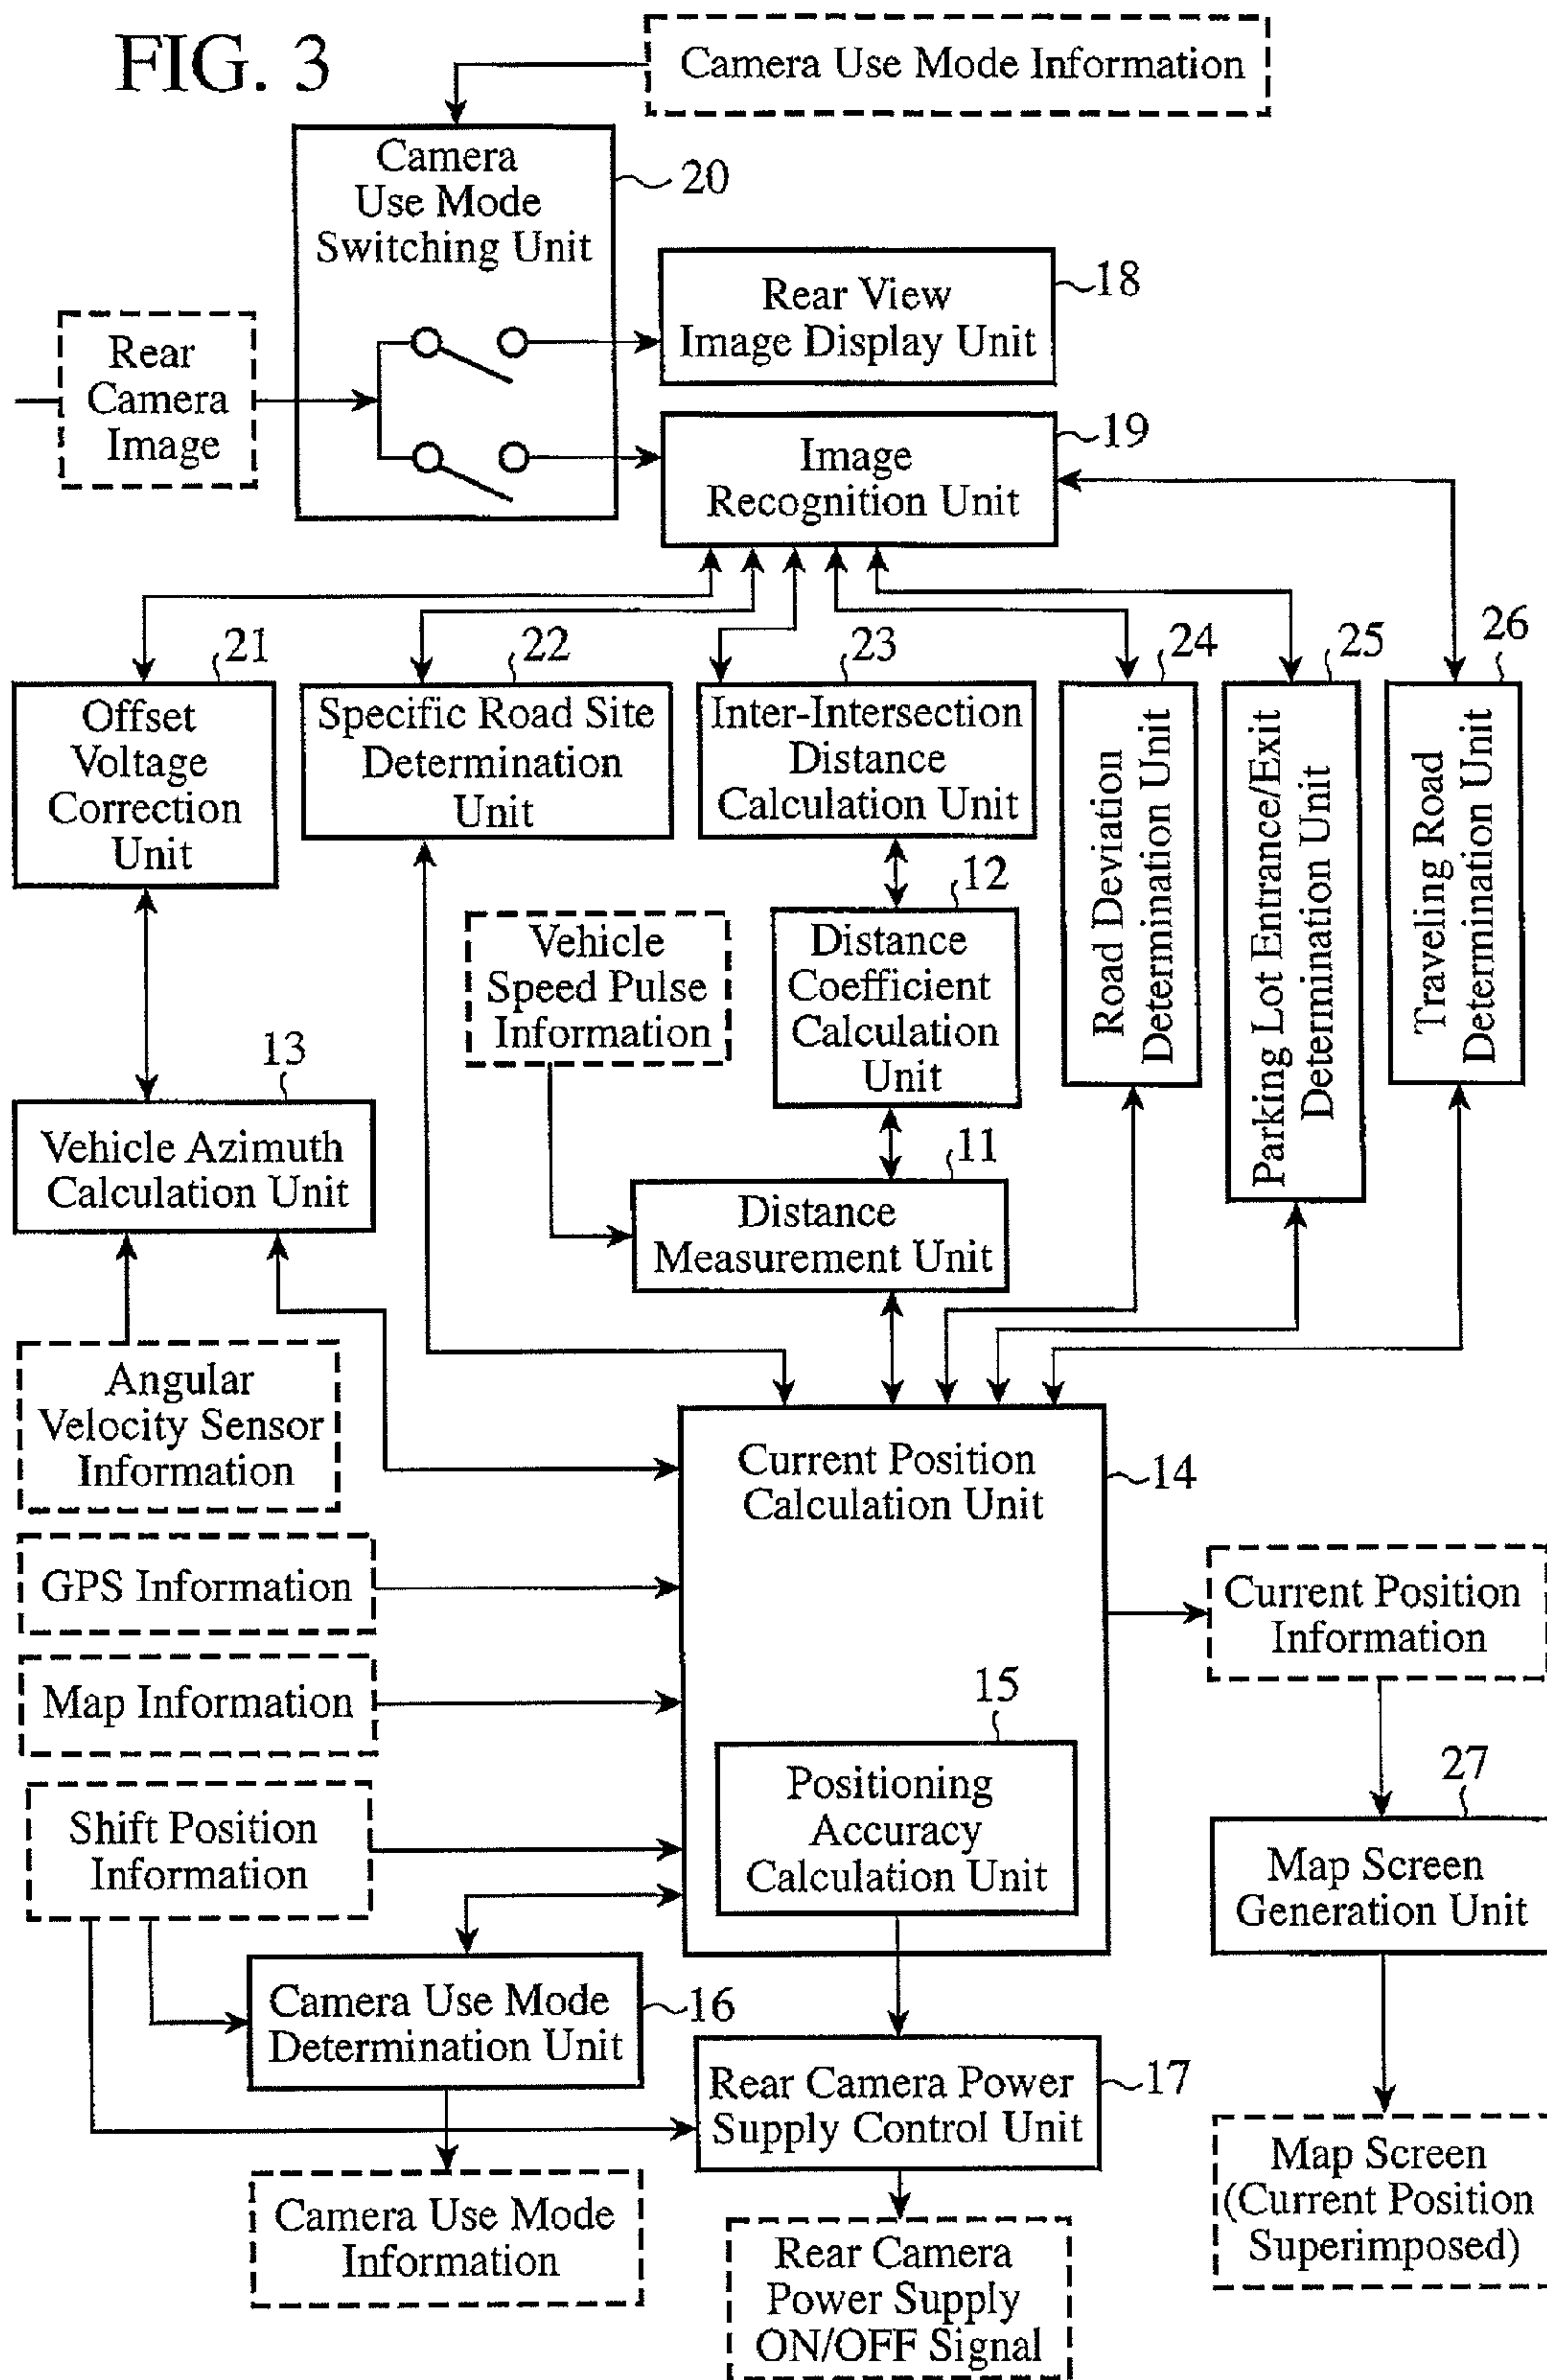 FIG. 3
Camera Use Mode Information
Camera
Use Mode
Switching Unit
20
Rear View
Image Display Unit
18
Rear
Camera
Image
Image
Recognition Unit
19
21
Offset
Voltage
Correction
Unit
22
Specific Road Site
Determination
Unit
23
Inter-Intersection
Distance
Calculation Unit
24
Road Deviation
Determination Unit
25
Parking Lot Entrance/Exit
Determination Unit
26
Traveling Road
Determination Unit
Vehicle
Speed Pulse
Information
12
Distance
Coefficient
Calculation
Unit
13
Vehicle Azimuth
Calculation Unit
11
Distance
Measurement Unit
Angular
Velocity Sensor
Information
Current Position
Calculation Unit
14
GPS Information
Current Position
Information
Map Information
15
Positioning
Accuracy
Calculation Unit
Shift Position
Information
27
Map Screen
Generation Unit
Camera Use Mode
Determination Unit
16
Rear Camera Power
Supply Control Unit
17
Map Screen
(Current Position
Superimposed)
Camera Use Mode
Information
Rear Camera
Power Supply
ON/OFF Signal